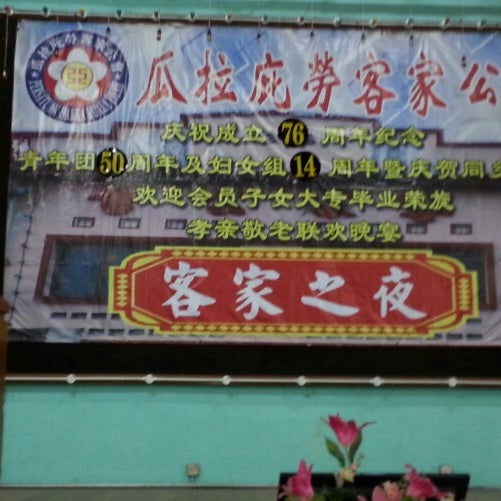 瓜拉庇勞客家公
庆祝成立 76 周年纪念
青年团50周年及妇女组14 周年暨庆贺同乡
欢迎会员子女大专毕业荣旋
孝亲敬老联欢晚宴
客家之夜